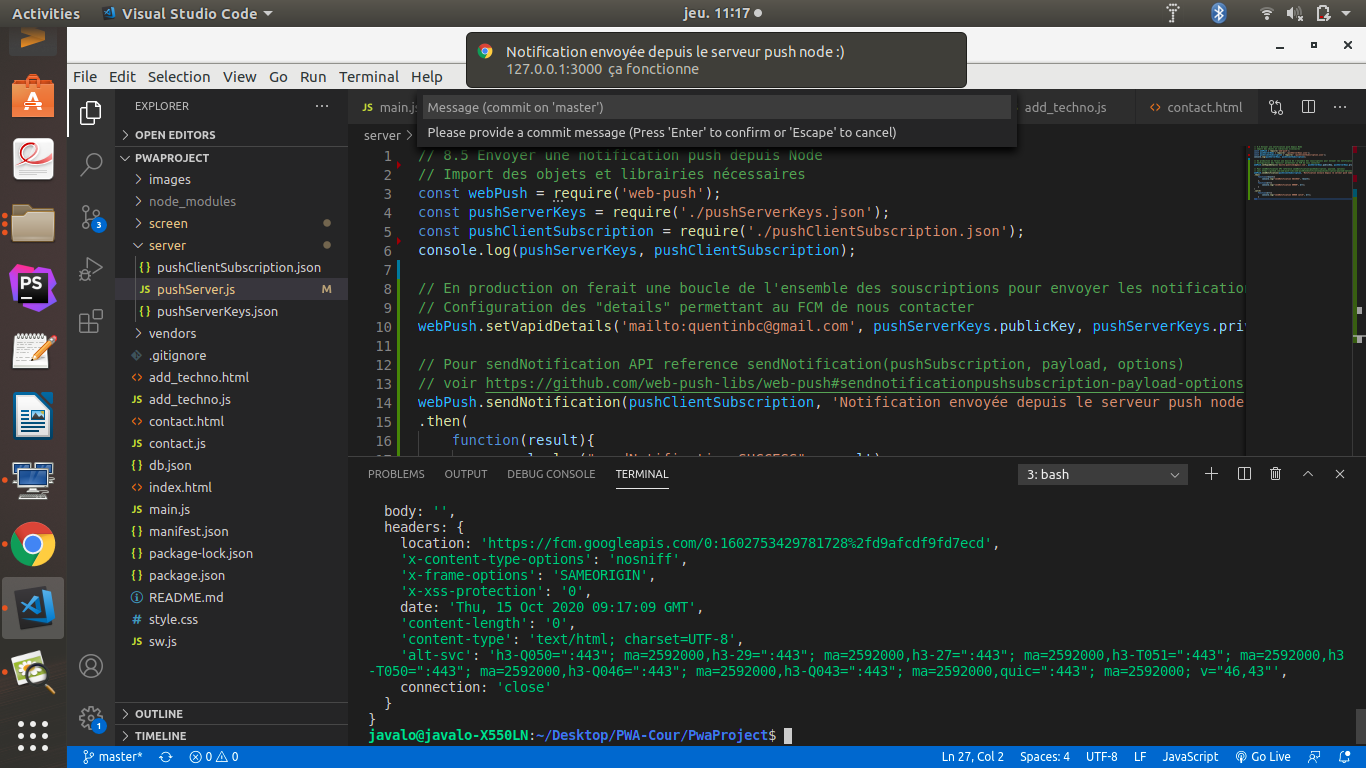 Activities
Visual Studio Code
jeu. 11:17
Notification envoyée depuis le serveur push node :)
127.0.0.1:3000 ça fonctionne
File Edit Selection View Go Run Terminal Help
EXPLORER
OPEN EDITORS
PWAPROJECT
images
node_modules
screen
server
{} pushClientSubscription.json
JS pushServer.js M
{} pushServerKeys.json
vendors
.gitignore
<> add_techno.html
JS add_techno.js
<> contact.html
JS contact.js
{} db.json
<> index.html
JS main.js
{} manifest.json
{} package-lock.json
{} package.json
README.md
# style.css
JS sw.js
OUTLINE
TIMELINE
3
1
PS
JS main.js
add_techno.js
<> contact.html
Message (commit on 'master')
Please provide a commit message (Press 'Enter' to confirm or 'Escape' to cancel)
server >
1 // 8.5 Envoyer une notification push depuis Node
2 // Import des objets et librairies nécessaires
3 const webPush = require('web-push');
4 const pushServerKeys = require('./pushServerKeys.json');
5 const pushClientSubscription = require('./pushClientSubscription.json');
6 console.log(pushServerKeys, pushClientSubscription);
7
8 // En production on ferait une boucle de l'ensemble des souscriptions pour envoyer les notification
9 // Configuration des "details" permettant au FCM de nous contacter
10 webPush.setVapidDetails('mailto:quentinbc@gmail.com', pushServerKeys.publicKey, pushServerKeys.pri
11
12 // Pour sendNotification API reference sendNotification(pushSubscription, payload, options)
13 // voir https://github.com/web-push-libs/web-push#sendnotificationpushsubscription-payload-options
14 webPush.sendNotification(pushClientSubscription, 'Notification envoyée depuis le serveur push node
15 .then(
16 function(result){
PROBLEMS OUTPUT DEBUG CONSOLE TERMINAL
3: bash
body: '',
headers: {
location: 'https://fcm.googleapis.com/0:1602753429781728%2fd9afcdf9fd7ecd',
'x-content-type-options': 'nosniff',
'x-frame-options': 'SAMEORIGIN',
'x-xss-protection': '0',
date: 'Thu, 15 Oct 2020 09:17:09 GMT',
'content-length': '0',
'content-type': 'text/html; charset=UTF-8',
'alt-svc': 'h3-Q050=":443"; ma=2592000,h3-29=":443"; ma=2592000,h3-27=":443"; ma=2592000,h3-T051=":443"; ma=2592000,h3
-T050=":443"; ma=2592000,h3-Q046=":443"; ma=2592000,h3-Q043=":443"; ma=2592000,quic=":443"; ma=2592000; v="46,43"',
connection: 'close'
}
}
javalo@javalo-X550LN:~/Desktop/PWA-Cour/PwaProject$
master*
0
0
Ln 27, Col 2
Spaces: 4
UTF-8
LF
JavaScript
Go Live